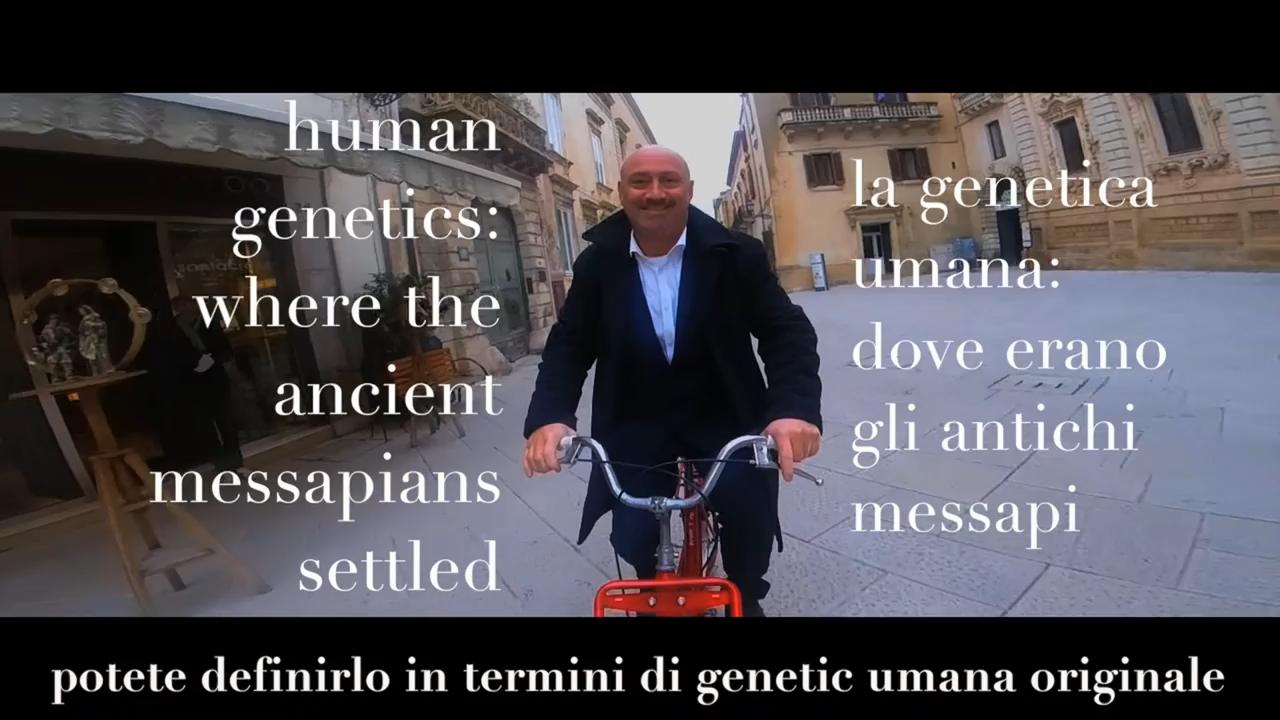 human
genetics:
where the
ancient
messapians
settled
la genetica
umana:
dove erano
gli antichi
messapi
potete definirlo in termini di genetic umana originale